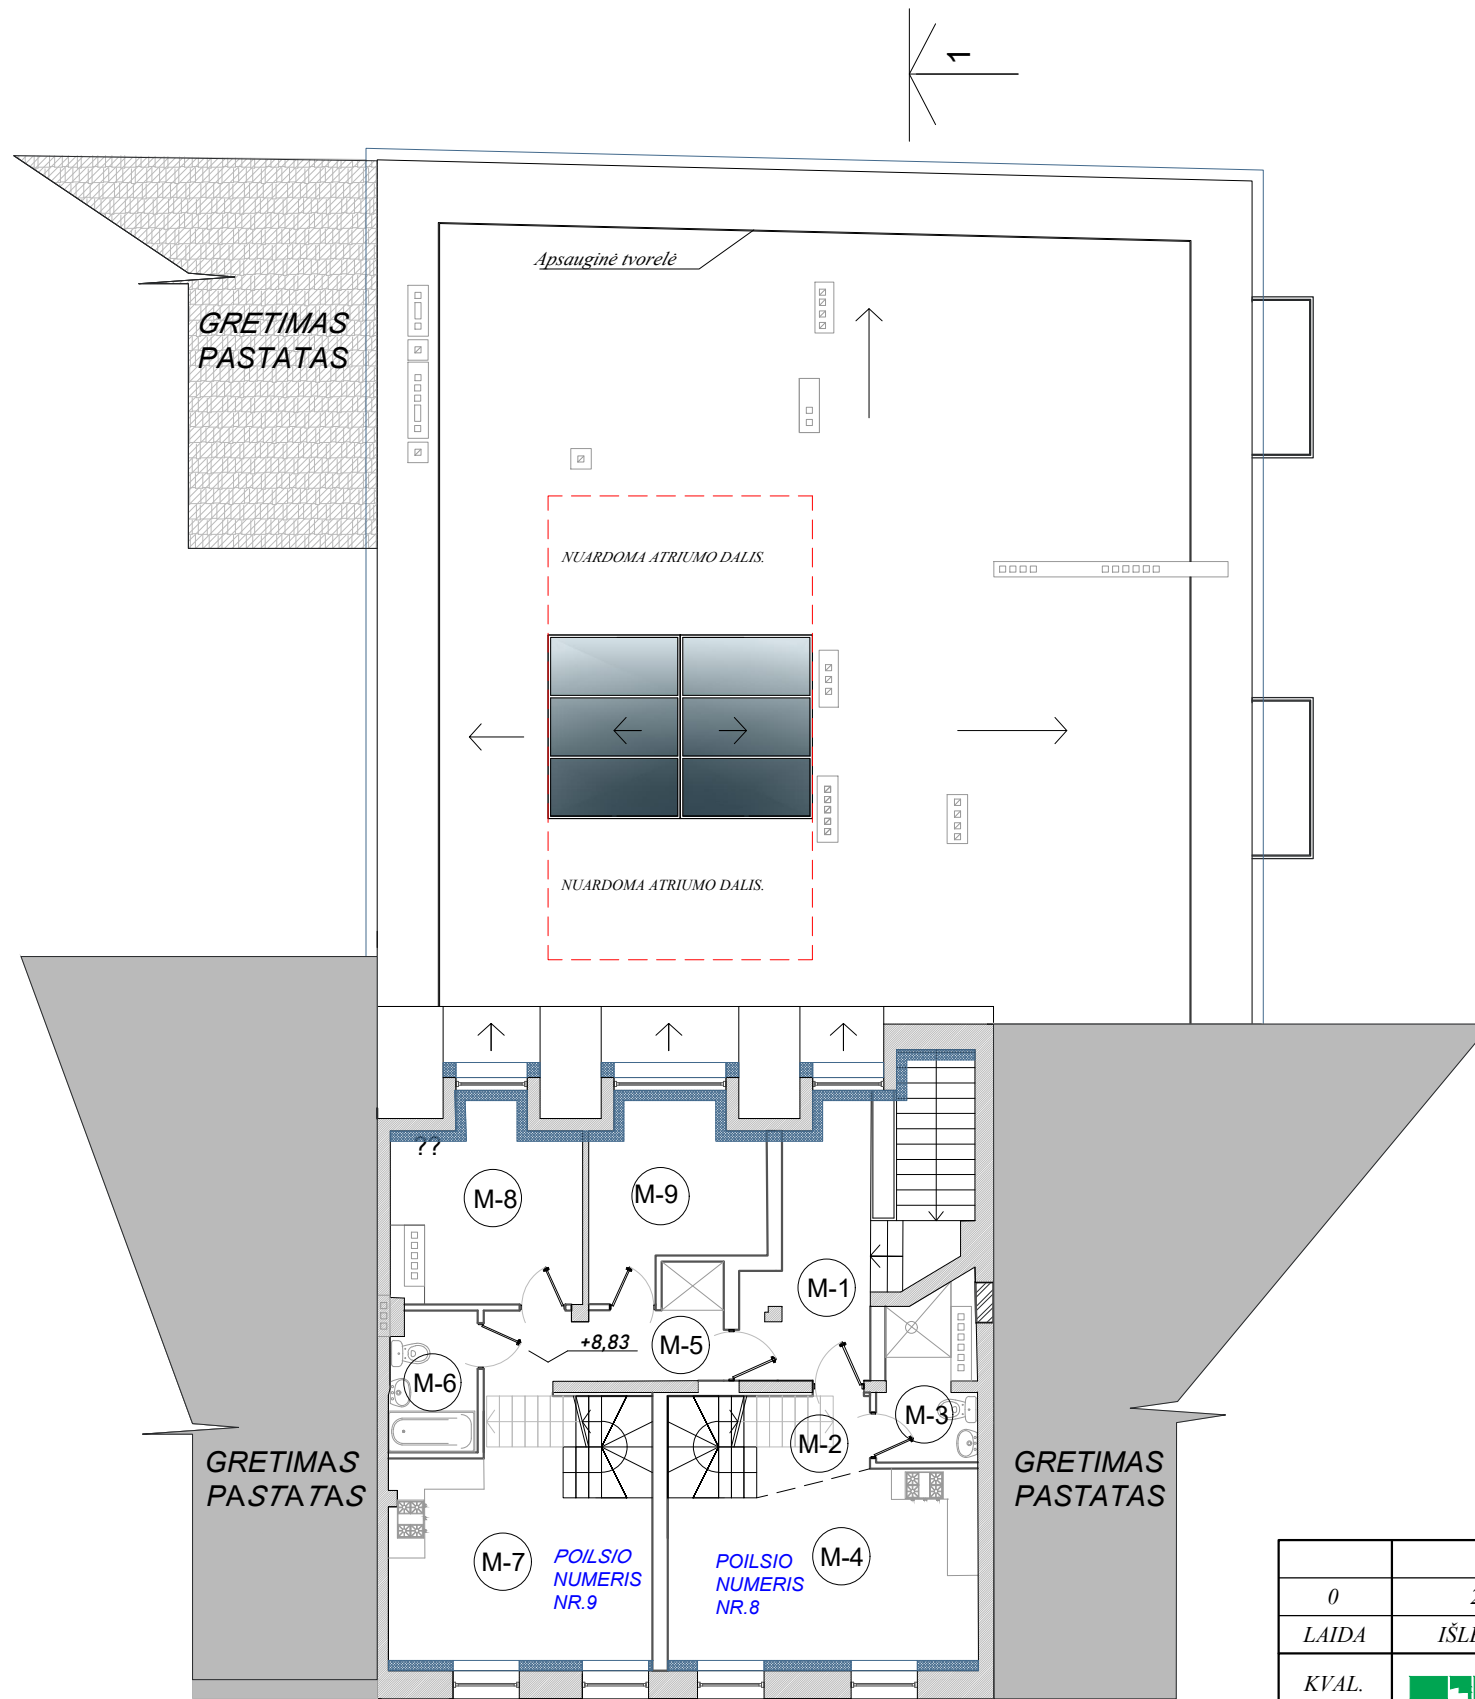 1
Apsauginė tvorelė
GRETIMAS
PASTATAS
NUARDOMA ATRIUMO DALIS.
NUARDOMA ATRIUMO DALIS.
??
M-8
M-9
M-1
+8,83
M-5
M-6
M-3
M-2
GRETIMAS
PASTATAS
GRETIMAS
PASTATAS
M-7
POILSIO
NUMERIS
NR.9
POILSIO
NUMERIS
NR.8
M-4
0
LAIDA
KVAL.